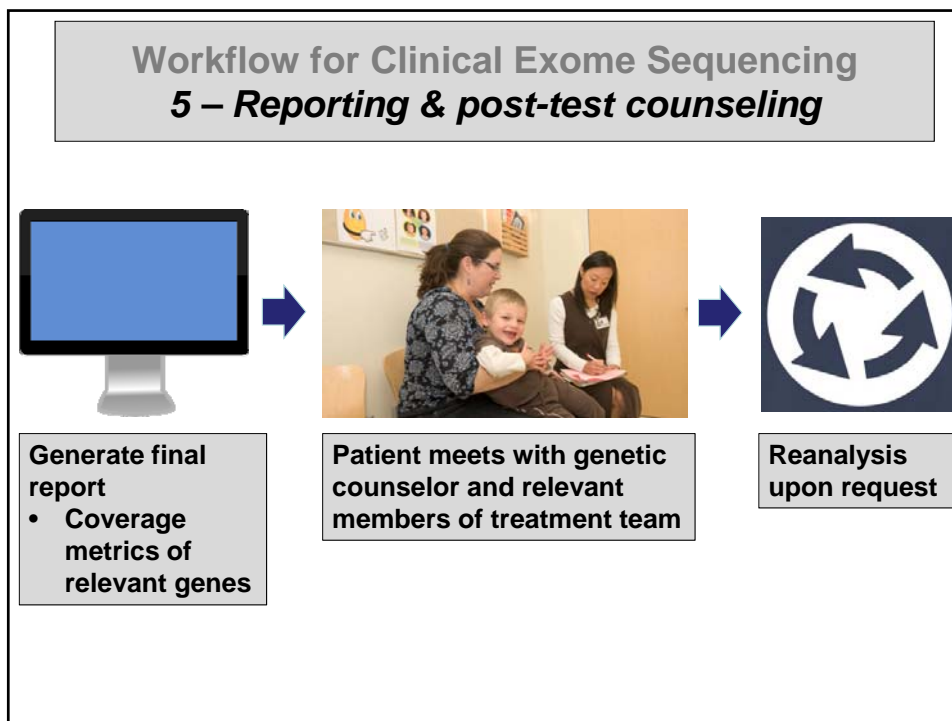 Workflow for Clinical Exome Sequencing
5 – Reporting & post-test counseling
Generate final
report
• Coverage
metrics of
relevant genes
Patient meets with genetic
counselor and relevant
members of treatment team
Reanalysis
upon request